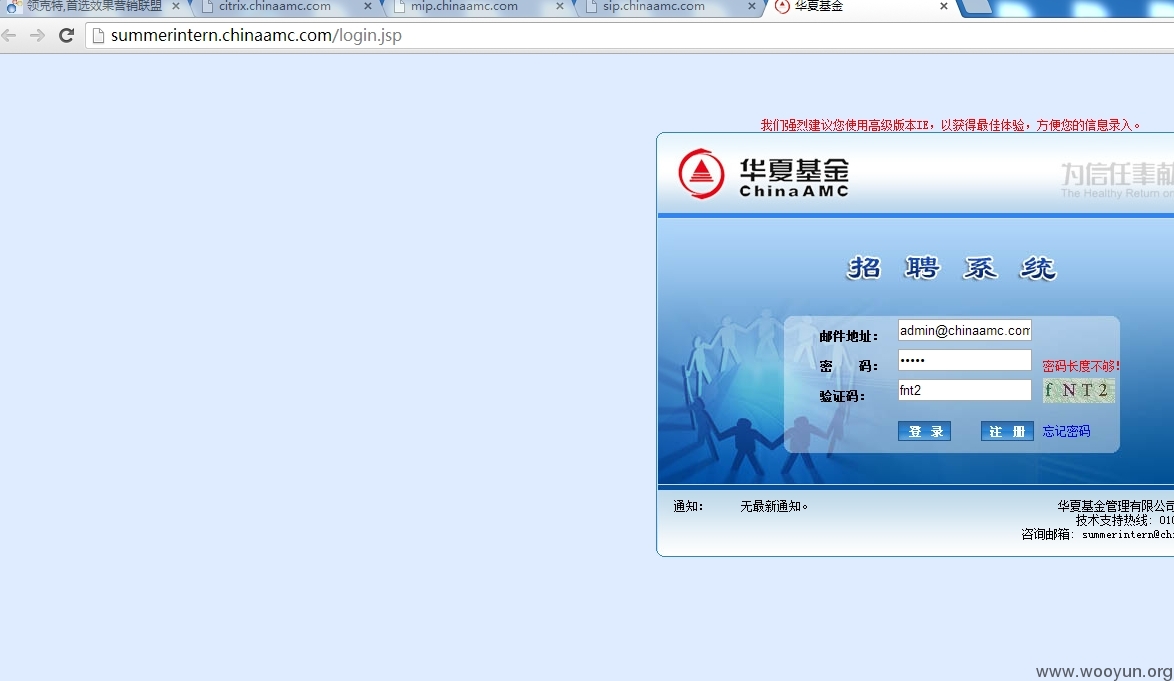 领克特,首选效果营销联盟
citrix.chinaamc.com
mip.chinaamc.com
sip.chinaamc.com
华夏基金
summerintern.chinaamc.com/login.jsp
我们强烈建议您使用高级版本IE，以获得最佳体验，方便您的信息录入。
华夏基金
ChinaAMC
为信任奉献
The Healthy Return on
招聘系统
邮件地址： admin@chinaamc.com
密 码： ••••• 密码长度不够!
验证码： fnt2 f N T 2
登 录 注 册 忘记密码
通知： 无最新通知。
华夏基金管理有限公司
技术支持热线: 010
咨询邮箱: summerintern@chi
www.wooyun.org